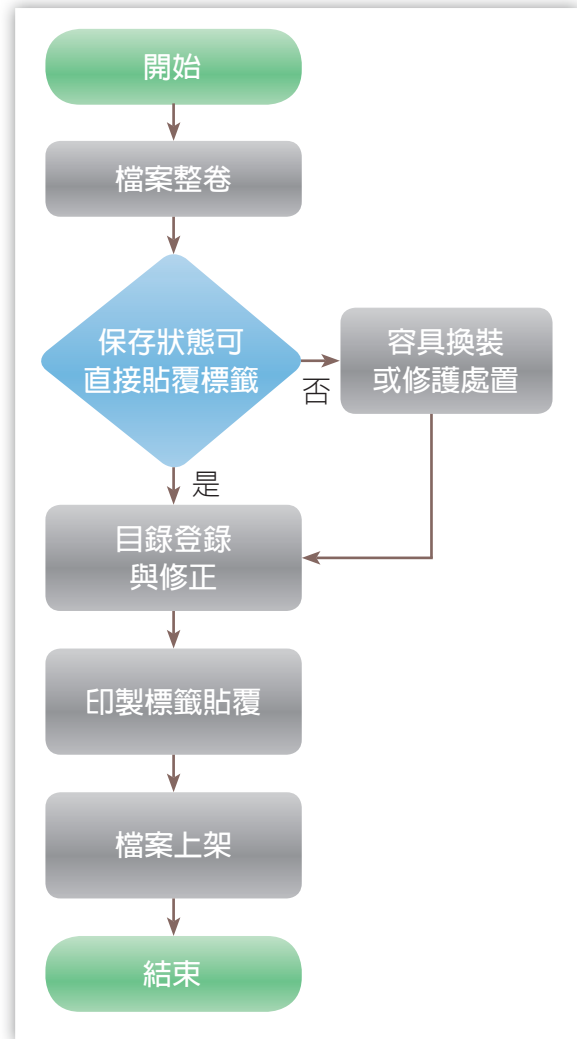 開始
檔案整卷
保存狀態可
直接貼覆標籤
否
容具換裝
或修護處置
是
目錄登錄
與修正
印製標籤貼覆
檔案上架
結束